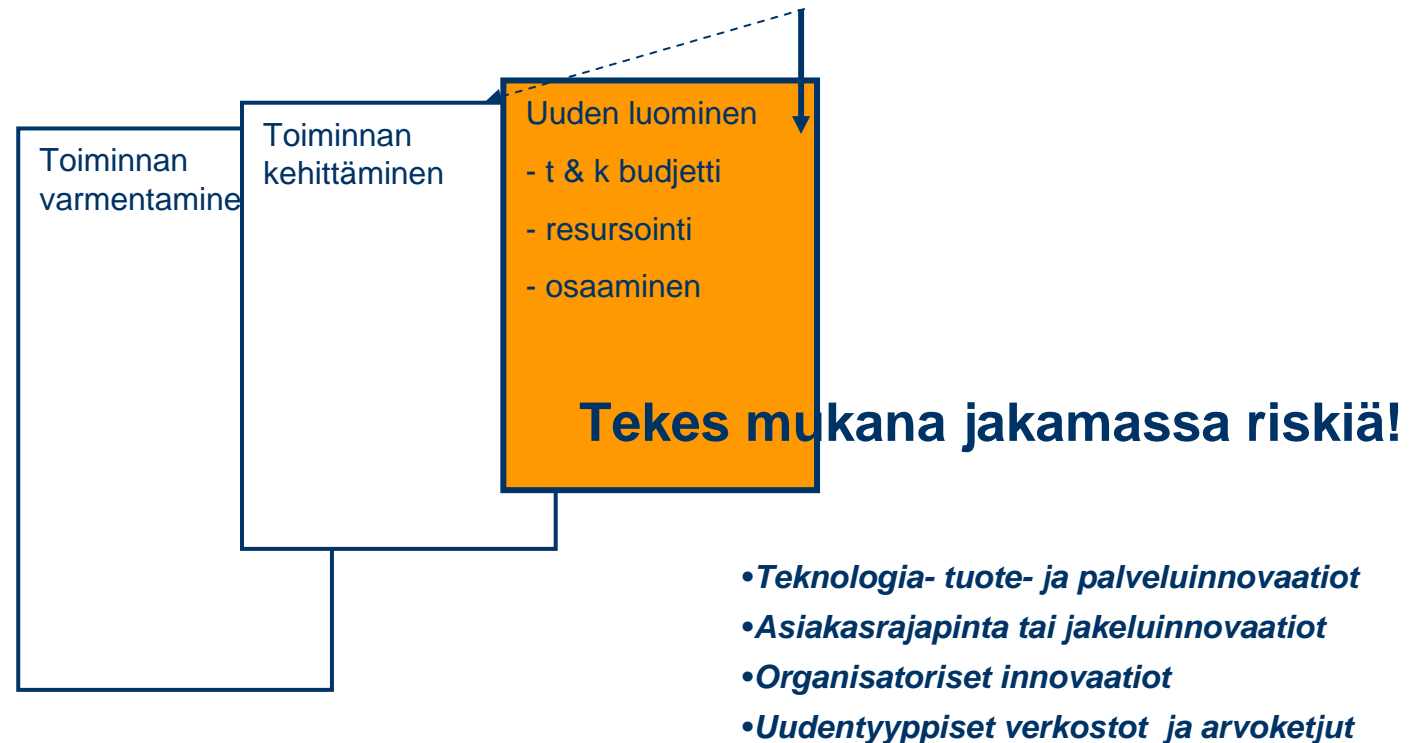 Toiminnan
varmentamine
Toiminnan
kehittäminen
Uuden luominen
- t & k budjetti
- resursointi
- osaaminen
Tekes mukana jakamassa riskiä!
•Teknologia- tuote- ja palveluinnovaatiot
•Asiakasrajapinta tai jakeluinnovaatiot
•Organisatoriset innovaatiot
•Uudentyyppiset verkostot ja arvoketjut